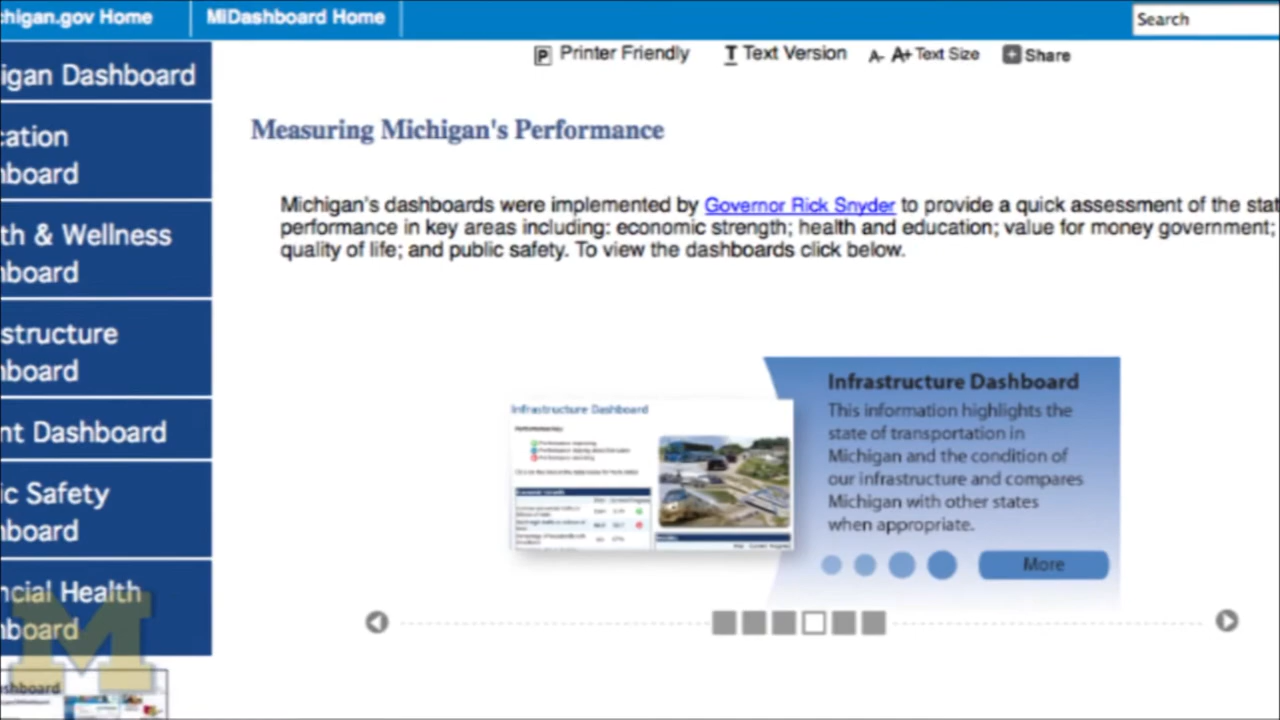 chigan.gov Home
MiDashboard Home
Search
P Printer Friendly
T Text Version
A- A+ Text Size
Share
igan Dashboard
cation
hboard
th & Wellness
hboard
structure
hboard
nt Dashboard
ic Safety
hboard
ncial Health
hboard
Measuring Michigan's Performance
Michigan's dashboards were implemented by Governor Rick Snyder to provide a quick assessment of the stat
performance in key areas including: economic strength; health and education; value for money government;
quality of life; and public safety. To view the dashboards click below.
Infrastructure Dashboard
Infrastructure Dashboard
This information highlights the
state of transportation in
Michigan and the condition of
our infrastructure and compares
Michigan with other states
when appropriate.
More
M
shboard